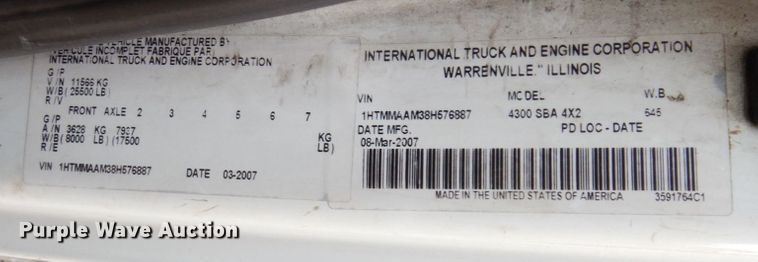 VEHICLE MANUFACTURED BY
(VEHICULE INCOMPLET FABRIQUE PAR)
INTERNATIONAL TRUCK AND ENGINE CORPORATION
G/P
V/N 11566 KG
W/B(25500 LB)
R/V
FRONT AXLE 2 3 4 5 6 7
G/P
A/N 3628 KG 7937 KG
W/B(8000 LB)(17500 LB)
R/E
VIN 1HTMMAAM38H576887 DATE 03-2007
INTERNATIONAL TRUCK AND ENGINE CORPORATION
WARRENVILLE, ILLINOIS
VIN MODEL W.B.
1HTMMAAM38H576887 4300 SBA 4X2 645
DATE MFG. PD LOC - DATE
08-Mar-2007
MADE IN THE UNITED STATES OF AMERICA 3591764C1
Purple Wave Auction